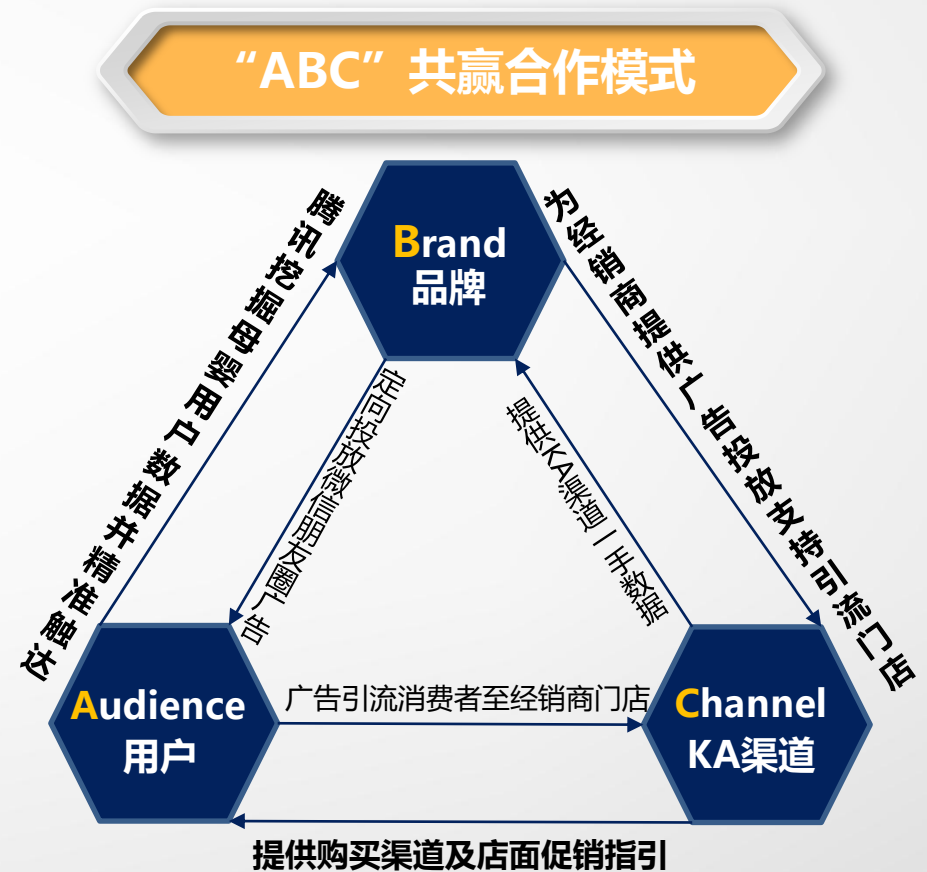 “ABC”共赢合作模式
Brand
品牌
腾讯挖掘母婴用户数据并精准触达
定向投放微信朋友圈广告
提供KA渠道一手数据
为经销商提供广告投放支持引流门店
Audience
用户
广告引流消费者至经销商门店
Channel
KA渠道
提供购买渠道及店面促销指引